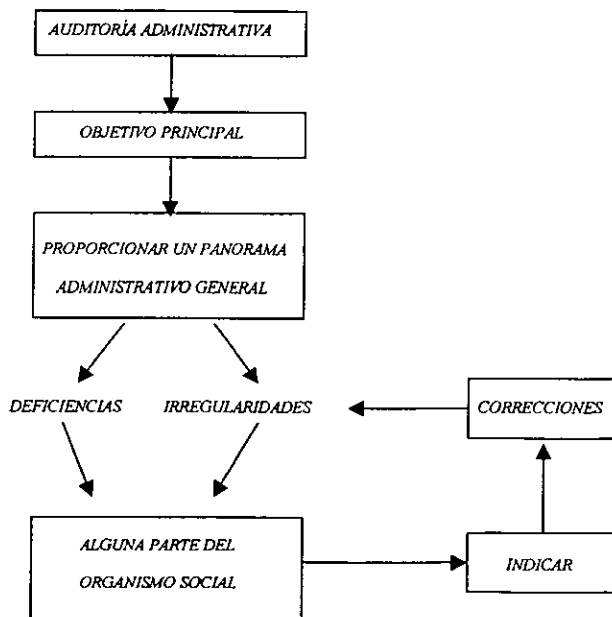 AUDITORÍA ADMINISTRATIVA
OBJETIVO PRINCIPAL
PROPORCIONAR UN PANORAMA
ADMINISTRATIVO GENERAL
DEFICIENCIAS
IRREGULARIDADES
CORRECCIONES
ALGUNA PARTE DEL
ORGANISMO SOCIAL
INDICAR